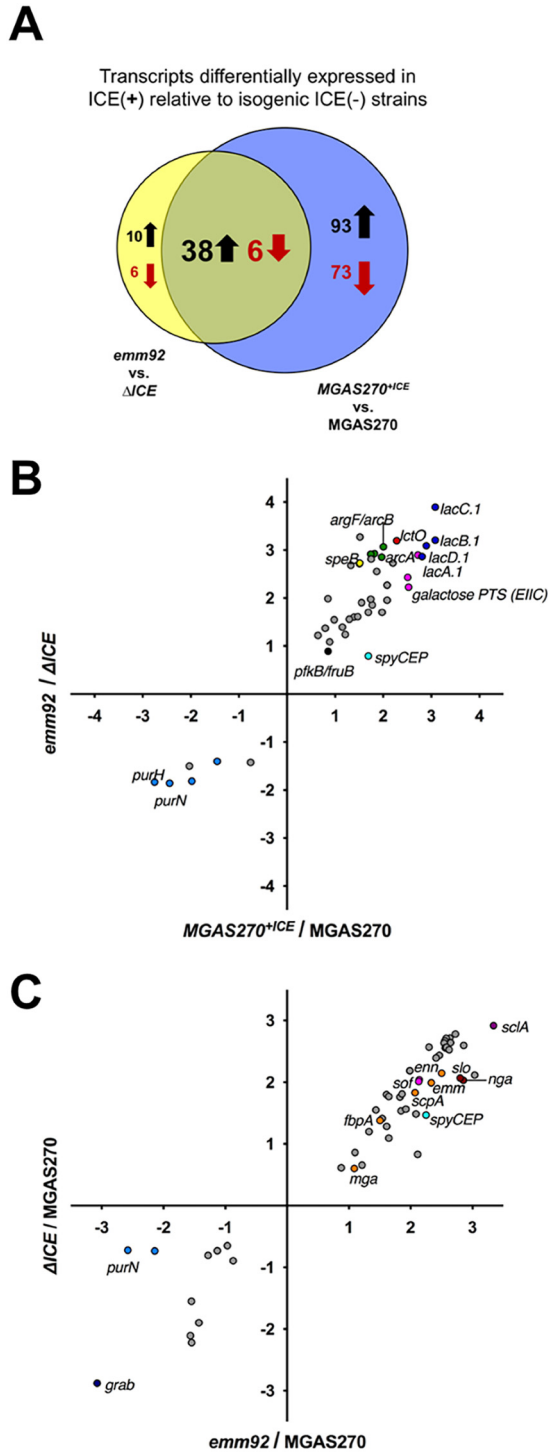 A
Transcripts differentially expressed in
ICE(+) relative to isogenic ICE(-) strains
10
6
38
6
93
73
emm92
vs.
ΔICE
MGAS270+ICE
vs.
MGAS270
B
4
3
2
1
-1
-2
-3
-4
-4 -3 -2 -1 1 2 3 4
argF/arcB
lctO
lacC.1
lacB.1
speB
arcA
lacD.1
lacA.1
galactose PTS (EIIC)
pfkB/fruB
spyCEP
purH
purN
emm92 / ΔICE
MGAS270+ICE / MGAS270
C
3
2
1
-1
-2
-3
-3 -2 -1 1 2 3
sclA
enn
slo
sof
emm
nga
scpA
fbpA
spyCEP
mga
purN
grab
ΔICE / MGAS270
emm92 / MGAS270